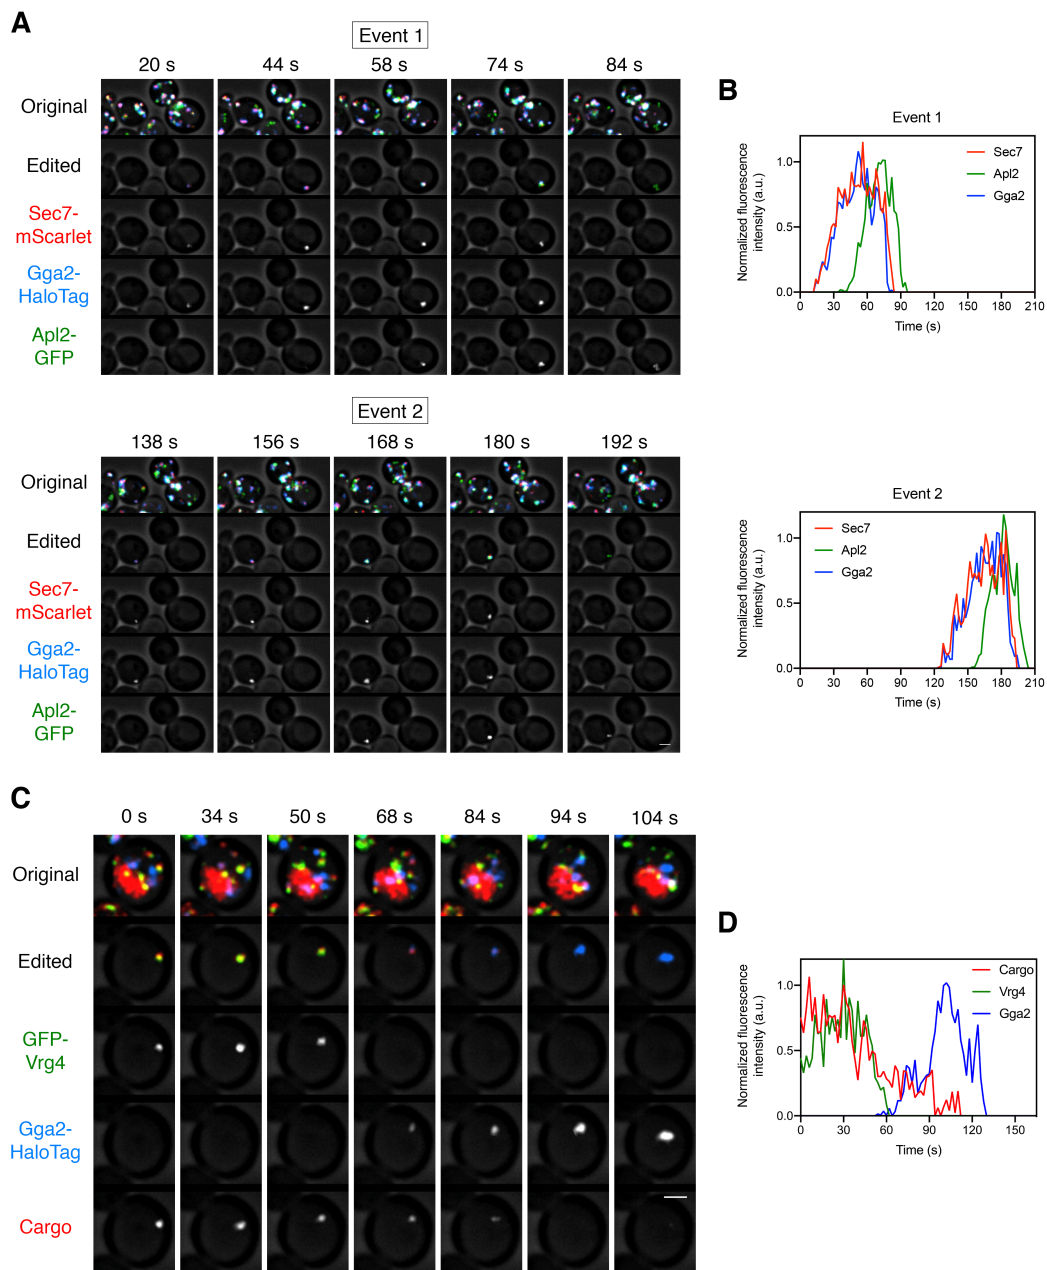 A
Event 1
20 s 44 s 58 s 74 s 84 s
Original
Edited
Sec7-
mScarlet
Gga2-
HaloTag
Apl2-
GFP
B
Event 1
Normalized fluorescence
intensity (a.u.)
1.0
0.5
0.0
Sec7
Apl2
Gga2
0 30 60 90 120 150 180 210
Time (s)
Event 2
138 s 156 s 168 s 180 s 192 s
Original
Edited
Sec7-
mScarlet
Gga2-
HaloTag
Apl2-
GFP
Event 2
Normalized fluorescence
intensity (a.u.)
1.0
0.5
0.0
Sec7
Apl2
Gga2
0 30 60 90 120 150 180 210
Time (s)
C
0 s 34 s 50 s 68 s 84 s 94 s 104 s
Original
Edited
GFP-
Vrg4
Gga2-
HaloTag
Cargo
D
Normalized fluorescence
intensity (a.u.)
1.0
0.5
0.0
Cargo
Vrg4
Gga2
0 30 60 90 120 150
Time (s)